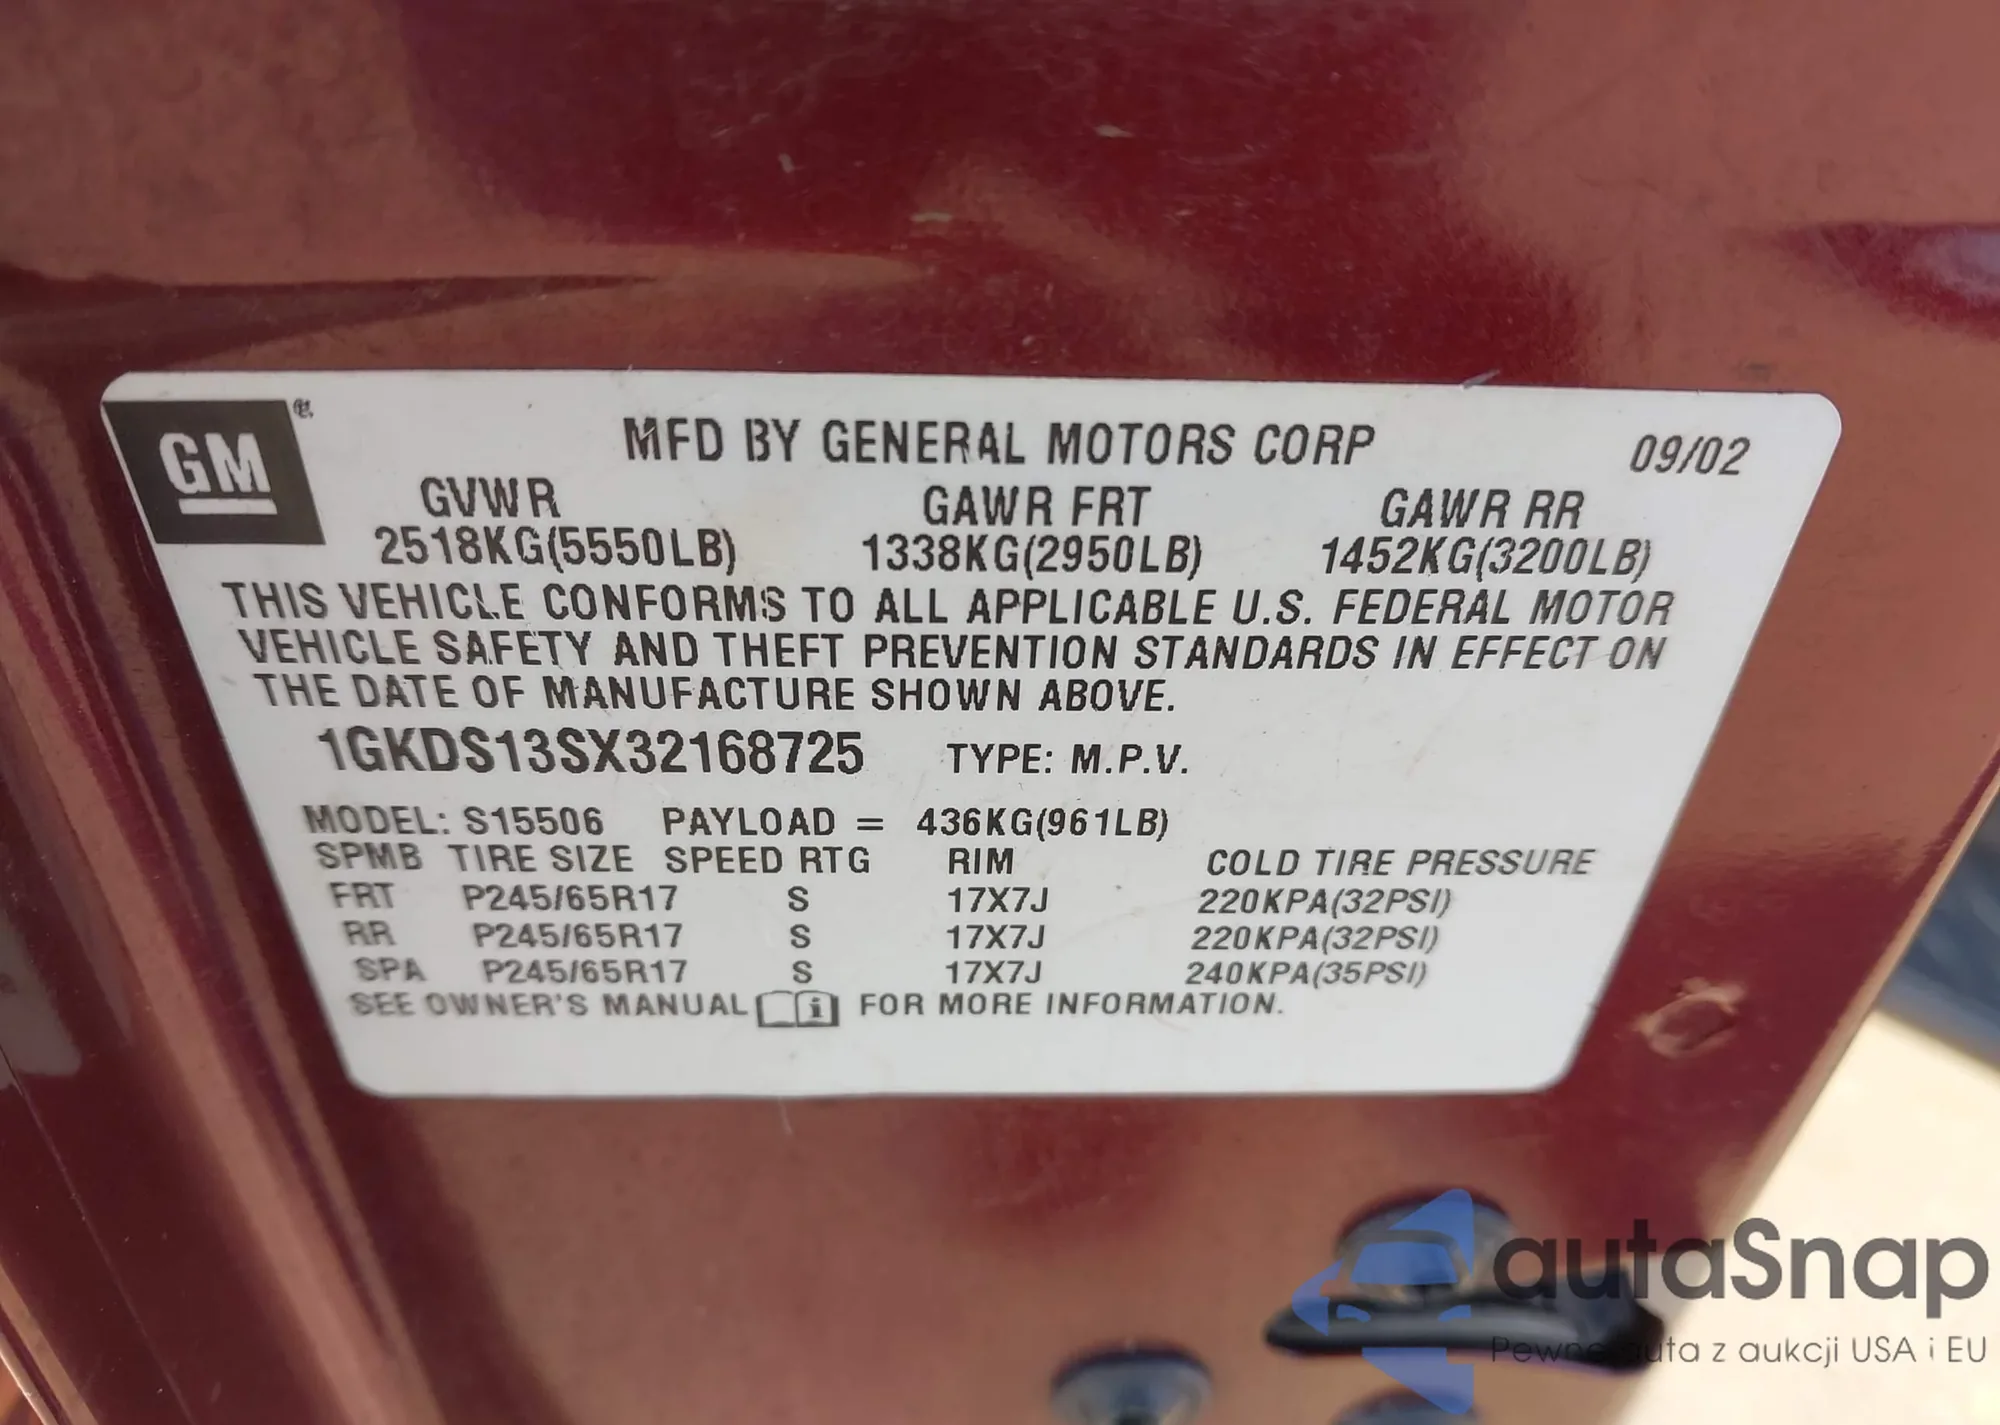 GM
MFD BY GENERAL MOTORS CORP 09/02
GVWR GAWR FRT GAWR RR
2518KG(5550LB) 1338KG(2950LB) 1452KG(3200LB)
THIS VEHICLE CONFORMS TO ALL APPLICABLE U.S. FEDERAL MOTOR
VEHICLE SAFETY AND THEFT PREVENTION STANDARDS IN EFFECT ON
THE DATE OF MANUFACTURE SHOWN ABOVE.
1GKDS13SX32168725 TYPE: M.P.V.
MODEL: S15506 PAYLOAD = 436KG(961LB)
SPMB TIRE SIZE SPEED RTG RIM COLD TIRE PRESSURE
FRT P245/65R17 S 17X7J 220KPA(32PSI)
RR P245/65R17 S 17X7J 220KPA(32PSI)
SPA P245/65R17 S 17X7J 240KPA(35PSI)
SEE OWNER'S MANUAL i FOR MORE INFORMATION.
autaSnap
Pewne auta z aukcji USA i EU